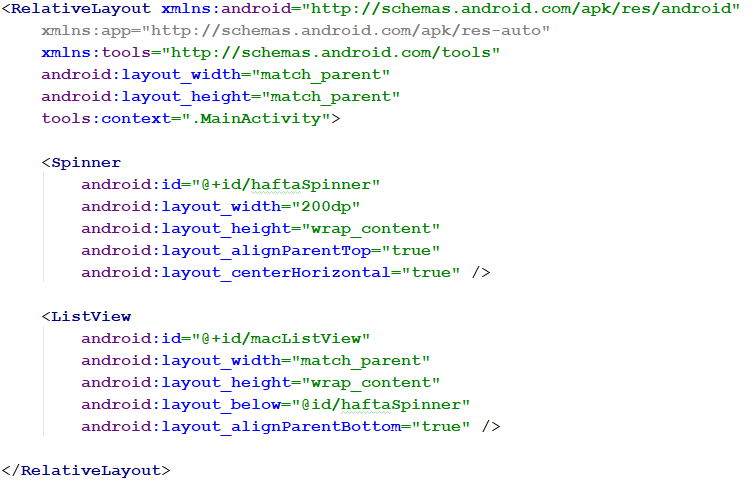 <RelativeLayout xmlns:android="http://schemas.android.com/apk/res/android"
    xmlns:app="http://schemas.android.com/apk/res-auto"
    xmlns:tools="http://schemas.android.com/tools"
    android:layout_width="match_parent"
    android:layout_height="match_parent"
    tools:context=".MainActivity">

    <Spinner
        android:id="@+id/haftaSpinner"
        android:layout_width="200dp"
        android:layout_height="wrap_content"
        android:layout_alignParentTop="true"
        android:layout_centerHorizontal="true" />

    <ListView
        android:id="@+id/macListView"
        android:layout_width="match_parent"
        android:layout_height="wrap_content"
        android:layout_below="@id/haftaSpinner"
        android:layout_alignParentBottom="true" />

</RelativeLayout>